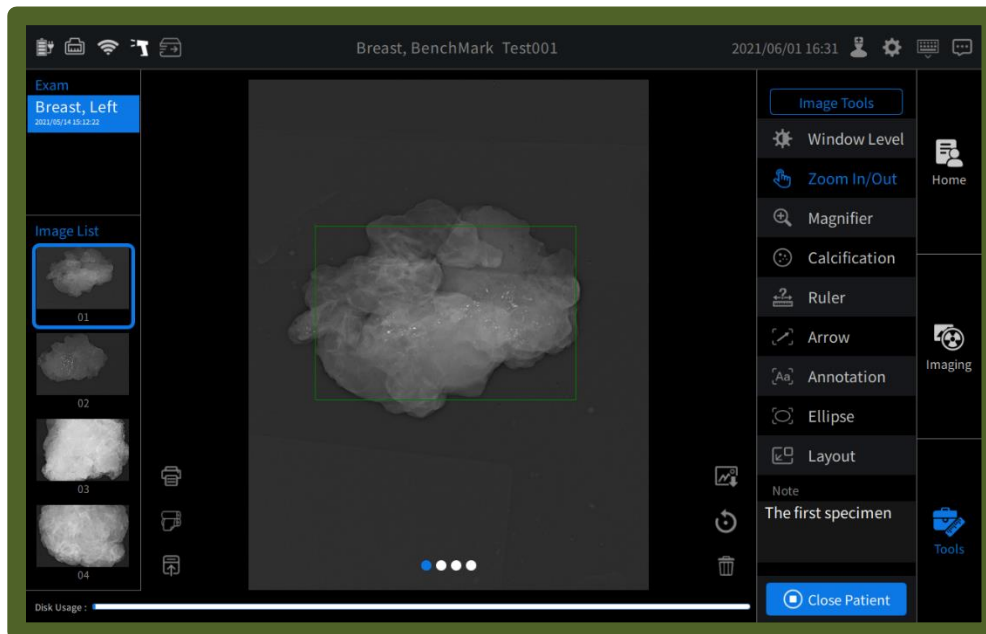 Breast, BenchMark Test001
2021/06/01 16:31
Exam
Breast, Left
2021/05/14 15:12:22
Image List
01
02
03
04
Disk Usage :
Image Tools
Window Level
Zoom In/Out
Magnifier
Calcification
Ruler
Arrow
[Aa] Annotation
Ellipse
Layout
Note
The first specimen
Close Patient
Home
Imaging
Tools